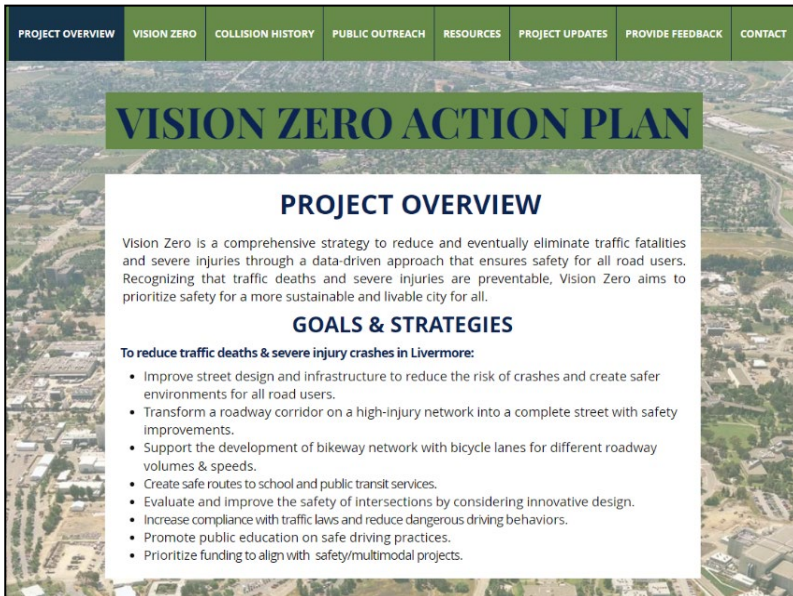 PROJECT OVERVIEW VISION ZERO COLLISION HISTORY PUBLIC OUTREACH RESOURCES PROJECT UPDATES PROVIDE FEEDBACK CONTACT
VISION ZERO ACTION PLAN
PROJECT OVERVIEW
Vision Zero is a comprehensive strategy to reduce and eventually eliminate traffic fatalities
and severe injuries through a data-driven approach that ensures safety for all road users.
Recognizing that traffic deaths and severe injuries are preventable, Vision Zero aims to
prioritize safety for a more sustainable and livable city for all.
GOALS & STRATEGIES
To reduce traffic deaths & severe injury crashes in Livermore:
• Improve street design and infrastructure to reduce the risk of crashes and create safer
environments for all road users.
• Transform a roadway corridor on a high-injury network into a complete street with safety
improvements.
• Support the development of bikeway network with bicycle lanes for different roadway
volumes & speeds.
• Create safe routes to school and public transit services.
• Evaluate and improve the safety of intersections by considering innovative design.
• Increase compliance with traffic laws and reduce dangerous driving behaviors.
• Promote public education on safe driving practices.
• Prioritize funding to align with safety/multimodal projects.